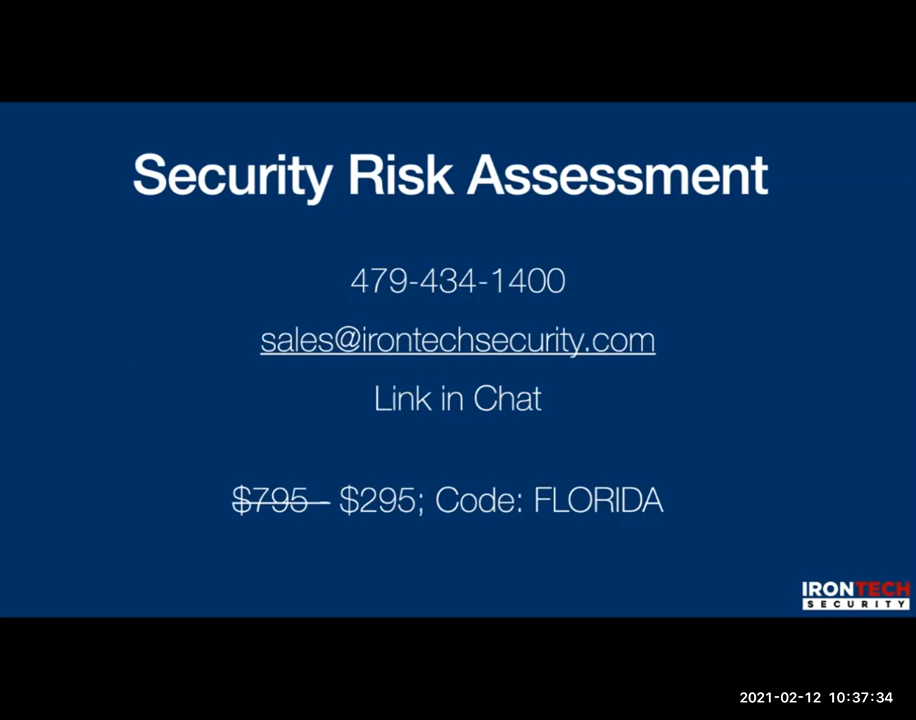 Security Risk Assessment
479-434-1400
sales@irontechsecurity.com
Link in Chat
$795 - $295; Code: FLORIDA
IRONTECH
SECURITY
2021-02-12 10:37:34